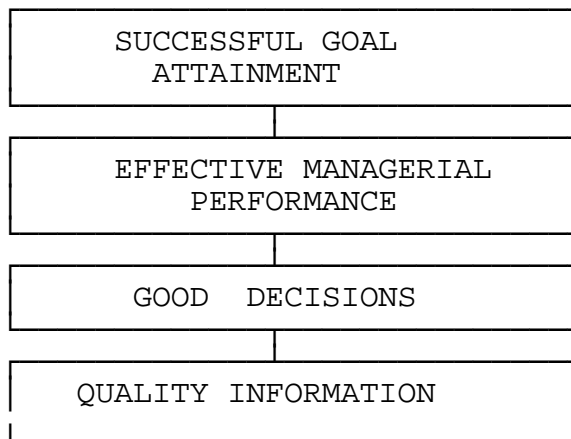 SUCCESSFUL GOAL
ATTAINMENT
EFFECTIVE MANAGERIAL
PERFORMANCE
GOOD DECISIONS
QUALITY INFORMATION